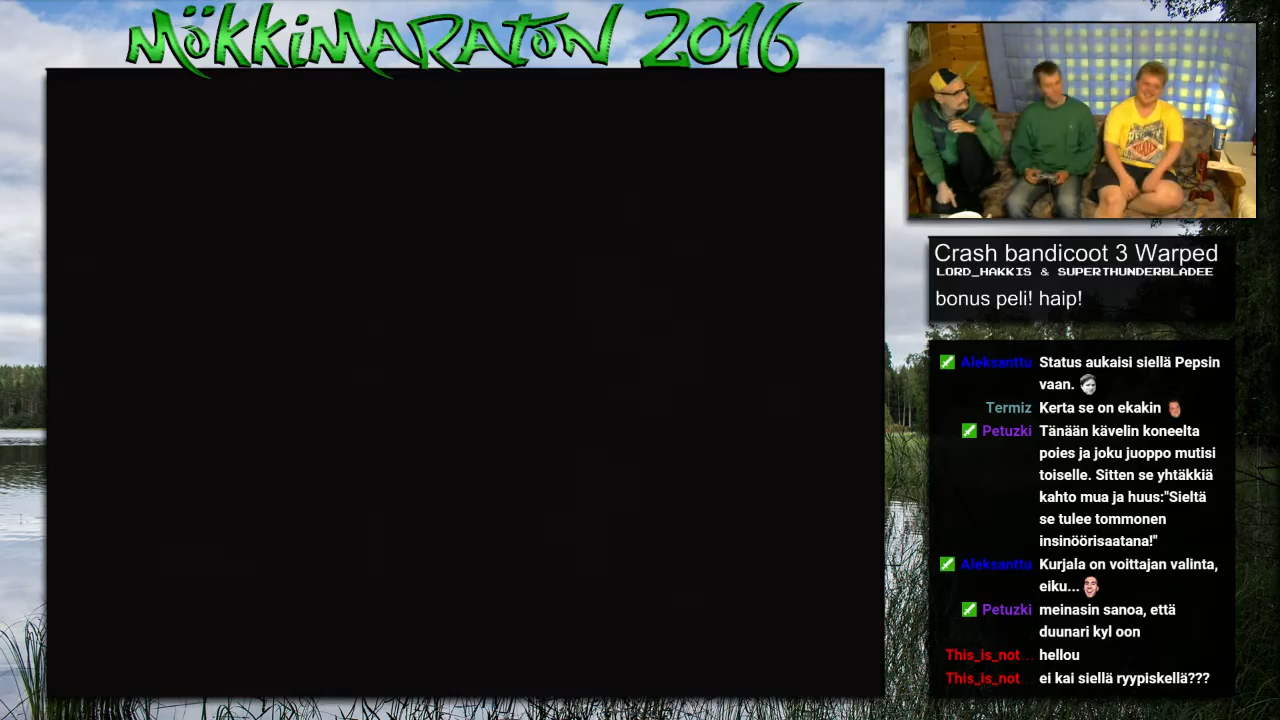 MÖKKIMARATON 2016
Crash bandicoot 3 Warped
LORD_HAKKIS & SUPERTHUNDERBLADEE
bonus peli! haip!
Aleksanttu Status aukaisi siellä Pepsin
vaan.
Termiz Kerta se on ekakin
Petuzki Tänään kävelin koneelta
poies ja joku juoppo mutisi
toiselle. Sitten se yhtäkkiä
kahto mua ja huus:"Sieltä
se tulee tommonen
insinöörisaatana!"
Aleksanttu Kurjala on voittajan valinta,
eiku...
Petuzki meinasin sanoa, että
duunari kyl oon
This_is_not... hellou
This_is_not... ei kai siellä ryypiskellä???